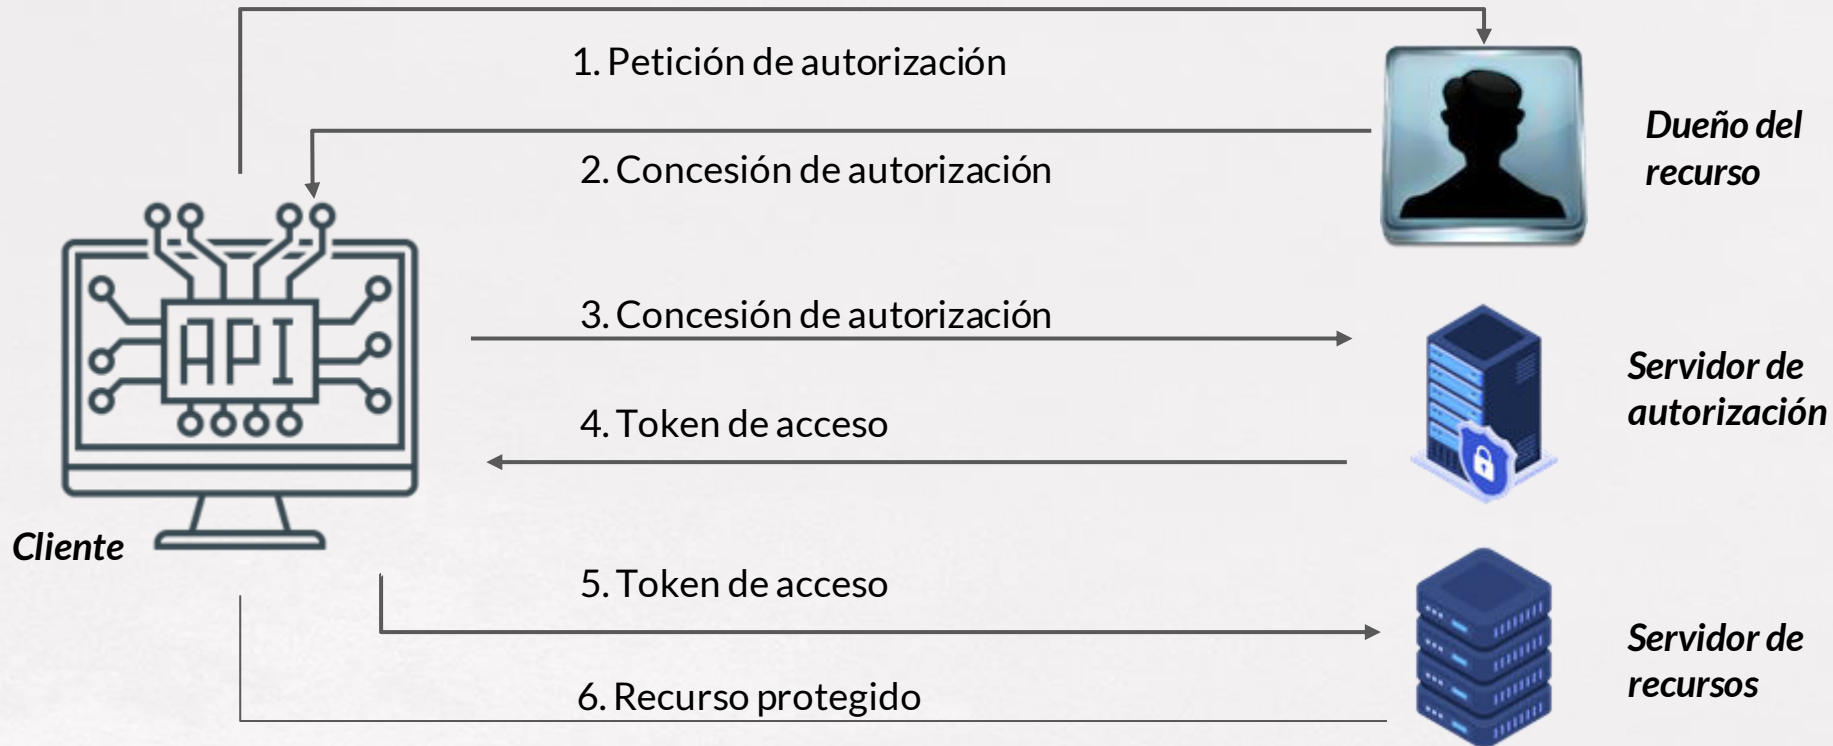 1. Petición de autorización
Dueño del
recurso
2. Concesión de autorización
API
3. Concesión de autorización
Servidor de
autorización
4. Token de acceso
Cliente
5. Token de acceso
Servidor de
recursos
6. Recurso protegido